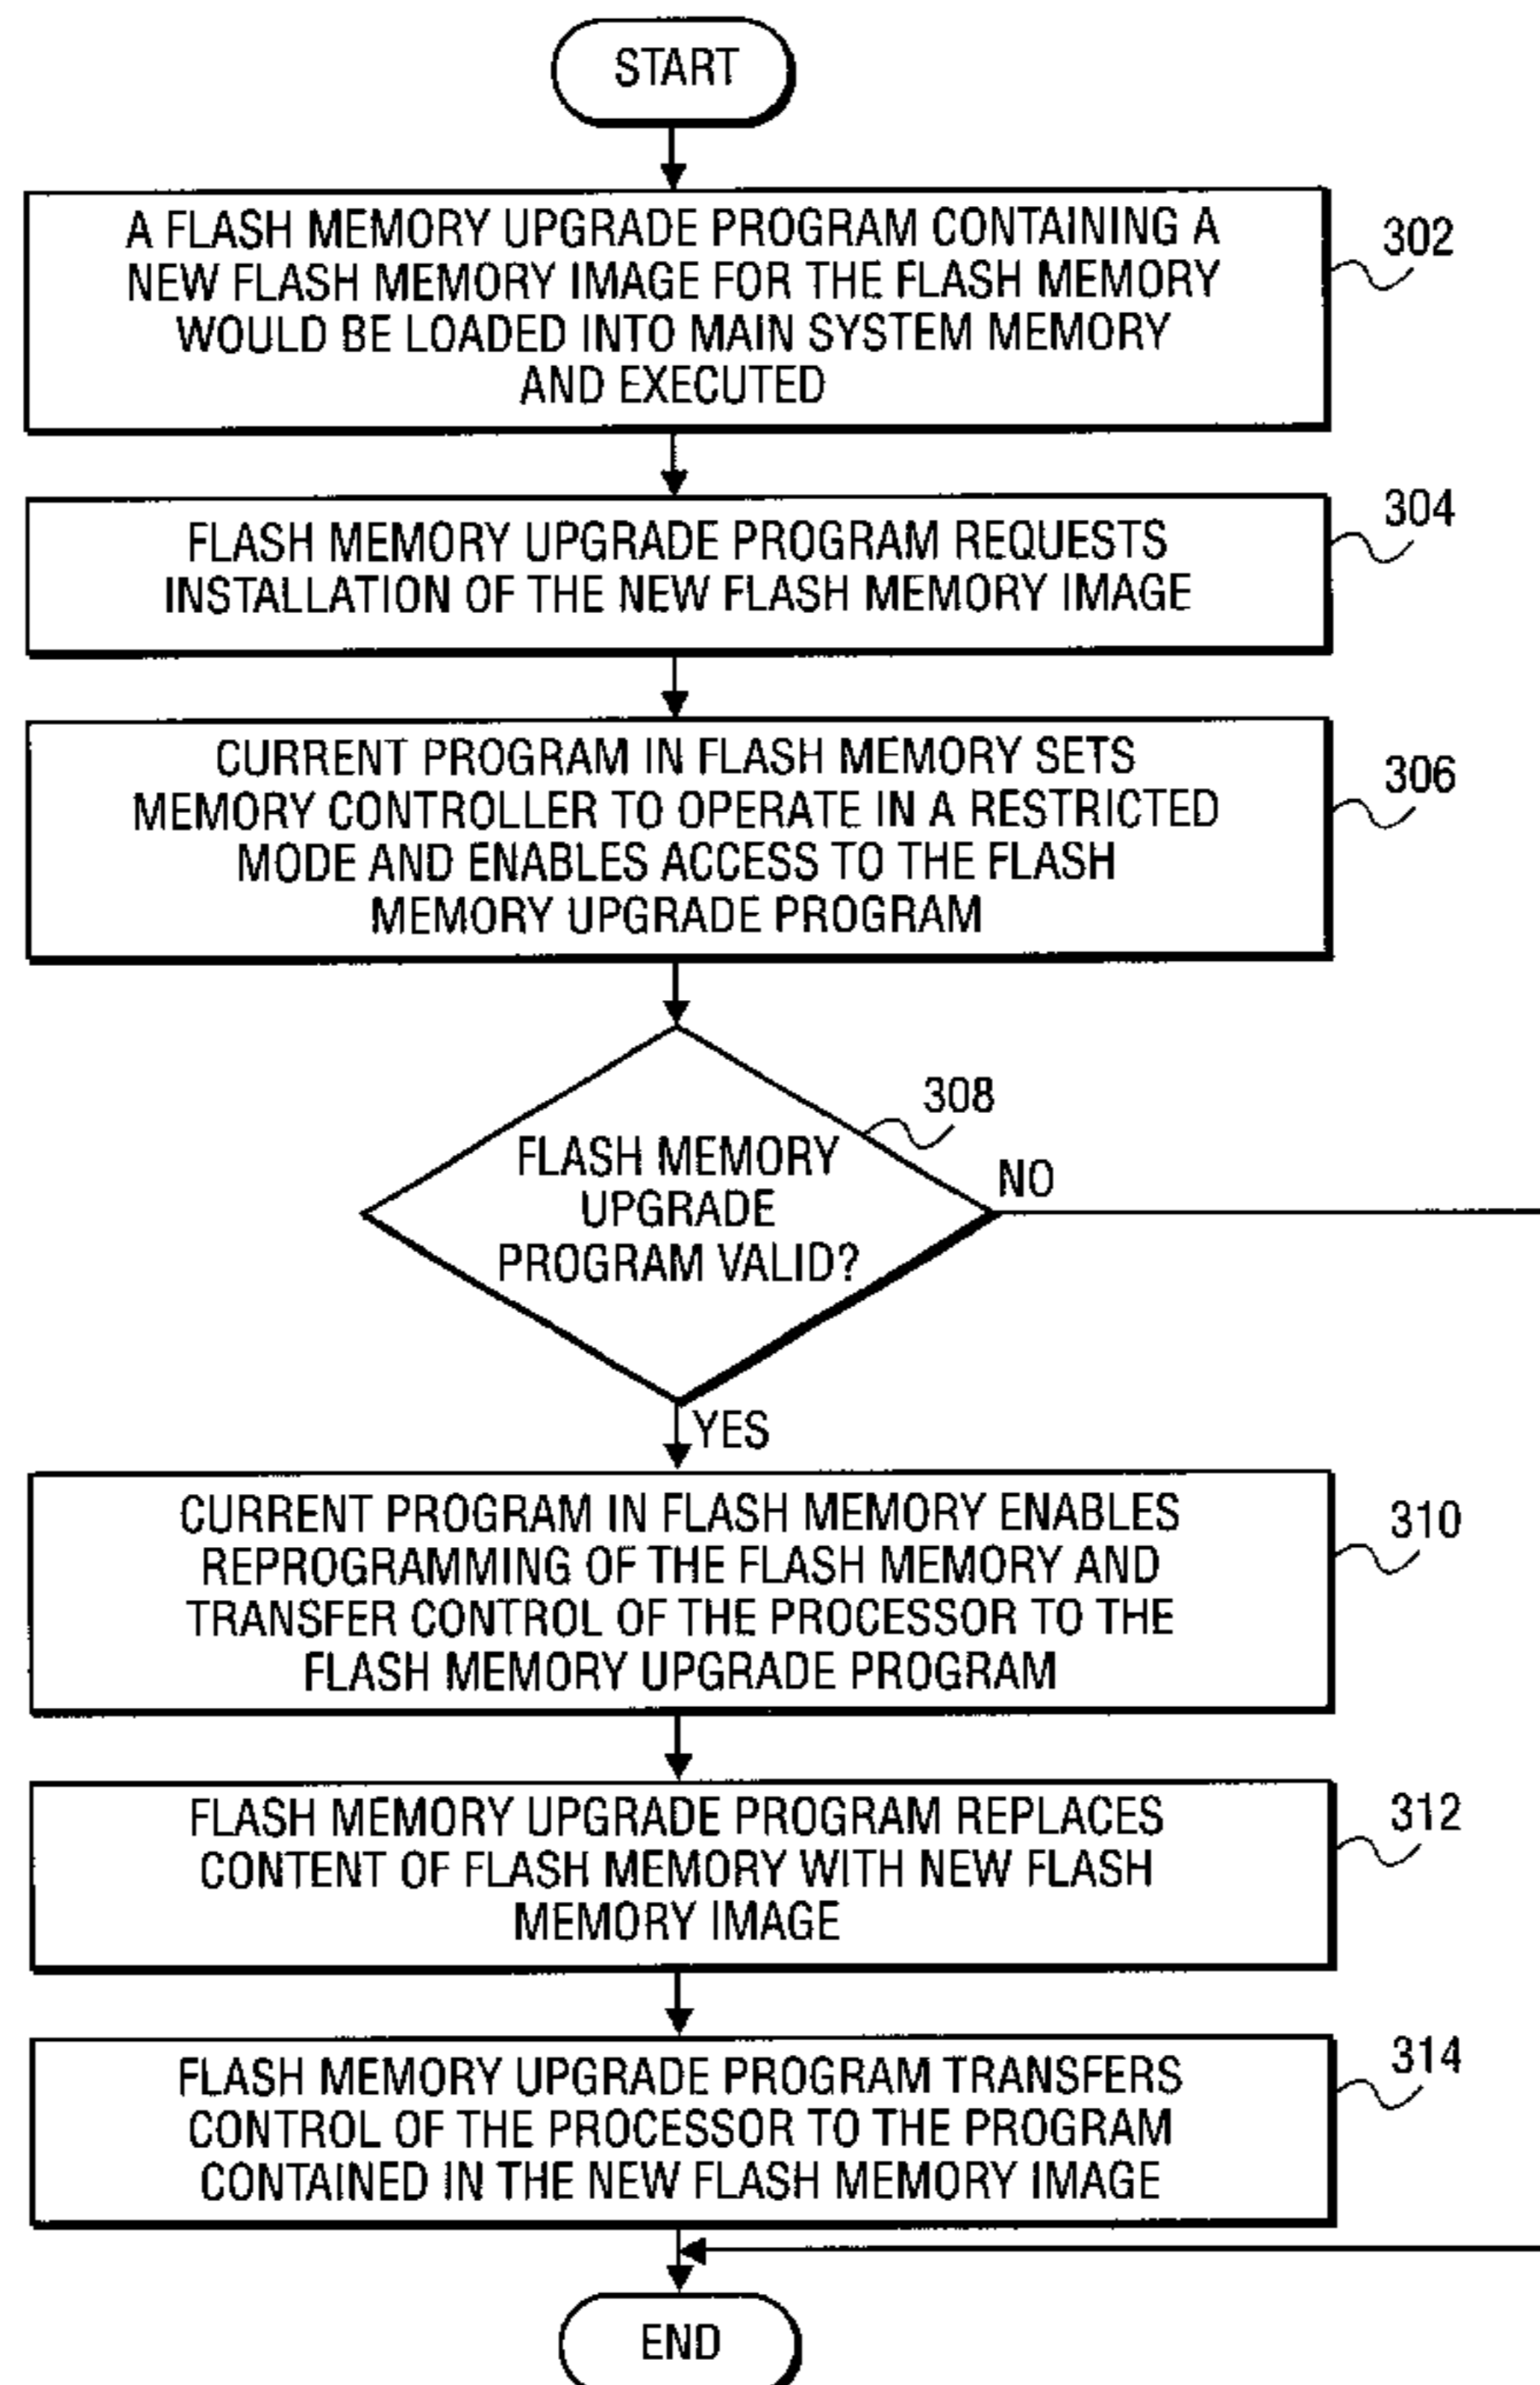 START
A FLASH MEMORY UPGRADE PROGRAM CONTAINING A
NEW FLASH MEMORY IMAGE FOR THE FLASH MEMORY
WOULD BE LOADED INTO MAIN SYSTEM MEMORY
AND EXECUTED
302
FLASH MEMORY UPGRADE PROGRAM REQUESTS
INSTALLATION OF THE NEW FLASH MEMORY IMAGE
304
CURRENT PROGRAM IN FLASH MEMORY SETS
MEMORY CONTROLLER TO OPERATE IN A RESTRICTED
MODE AND ENABLES ACCESS TO THE FLASH
MEMORY UPGRADE PROGRAM
306
308
FLASH MEMORY
UPGRADE
PROGRAM VALID?
NO
YES
CURRENT PROGRAM IN FLASH MEMORY ENABLES
REPROGRAMMING OF THE FLASH MEMORY AND
TRANSFER CONTROL OF THE PROCESSOR TO THE
FLASH MEMORY UPGRADE PROGRAM
310
FLASH MEMORY UPGRADE PROGRAM REPLACES
CONTENT OF FLASH MEMORY WITH NEW FLASH
MEMORY IMAGE
312
FLASH MEMORY UPGRADE PROGRAM TRANSFERS
CONTROL OF THE PROCESSOR TO THE PROGRAM
CONTAINED IN THE NEW FLASH MEMORY IMAGE
314
END